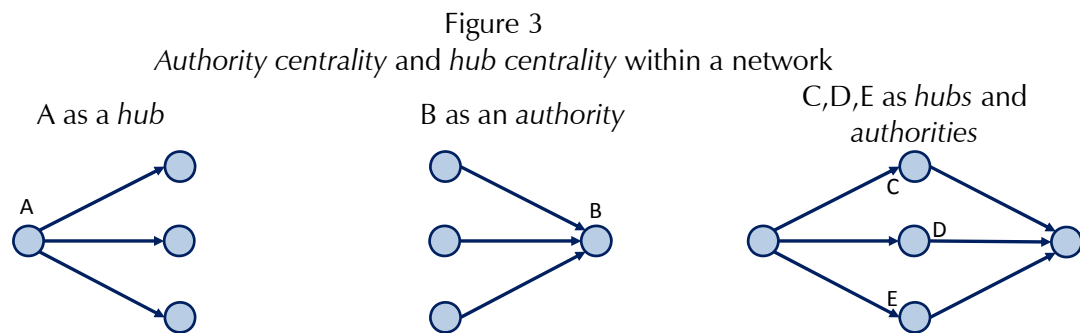 Figure 3
Authority centrality and hub centrality within a network
A as a hub
B as an authority
C,D,E as hubs and
authorities
A
B
C
D
E